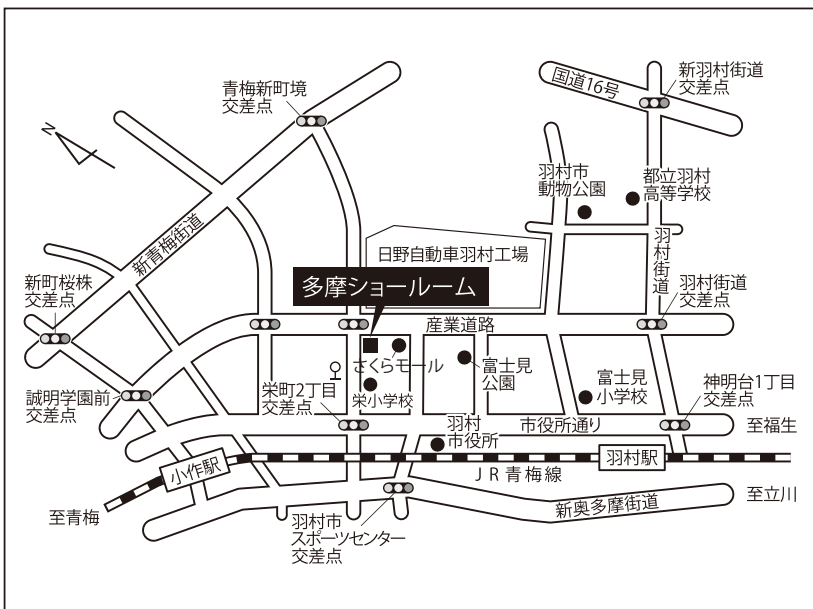 青梅新町境
交差点
国道16号
新羽村街道
交差点
N
羽村市
動物公園
都立羽村
高等学校
新青梅街道
日野自動車羽村工場
羽村街道
新町桜株
交差点
多摩ショールーム
羽村街道
交差点
産業道路
さくらモール
富士見
公園
誠明学園前
交差点
栄町2丁目
交差点
栄小学校
富士見
小学校
神明台1丁目
交差点
羽村
市役所
市役所通り
至福生
小作駅
羽村駅
JR青梅線
至青梅
至立川
新奥多摩街道
羽村市
スポーツセンター
交差点